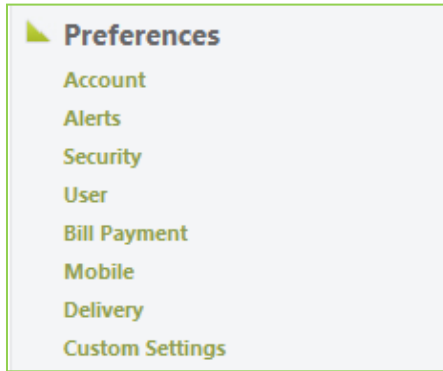 Preferences
Account
Alerts
Security
User
Bill Payment
Mobile
Delivery
Custom Settings